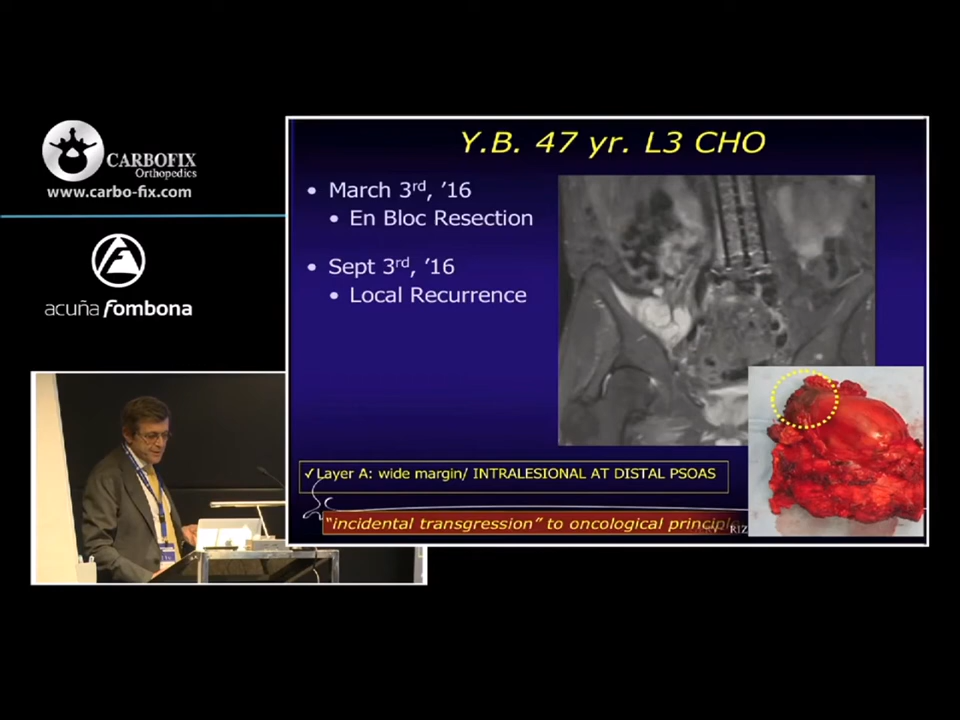 CARBOFIX
Orthopedics
www.carbo-fix.com
acuña fombona
Y.B. 47 yr. L3 CHO
• March 3rd, '16
• En Bloc Resection
• Sept 3rd, '16
• Local Recurrence
✓Layer A: wide margin/ INTRALESIONAL AT DISTAL PSOAS
"incidental transgression" to oncological
RIZ